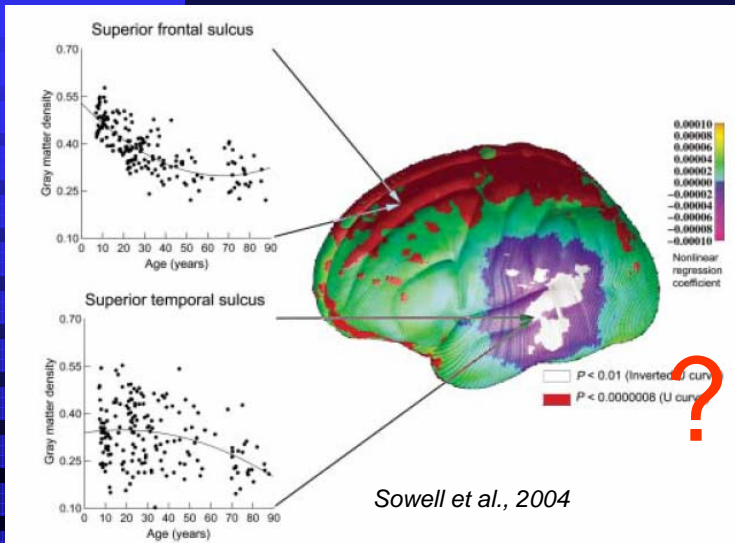 Superior frontal sulcus
0.70
0.55
0.40
0.25
0.10
Gray matter density
0 10 20 30 40 50 60 70 80 90
Age (years)
Superior temporal sulcus
0.70
0.55
0.40
0.25
0.10
Gray matter density
0 10 20 30 40 50 60 70 80 90
Age (years)
0.00010
0.00008
0.00006
0.00004
0.00002
0.00000
−0.00002
−0.00004
−0.00006
−0.00008
−0.00010
Nonlinear
regression
coefficient
P < 0.01 (Inverted U curve)
P < 0.0000008 (U curve)
?
Sowell et al., 2004